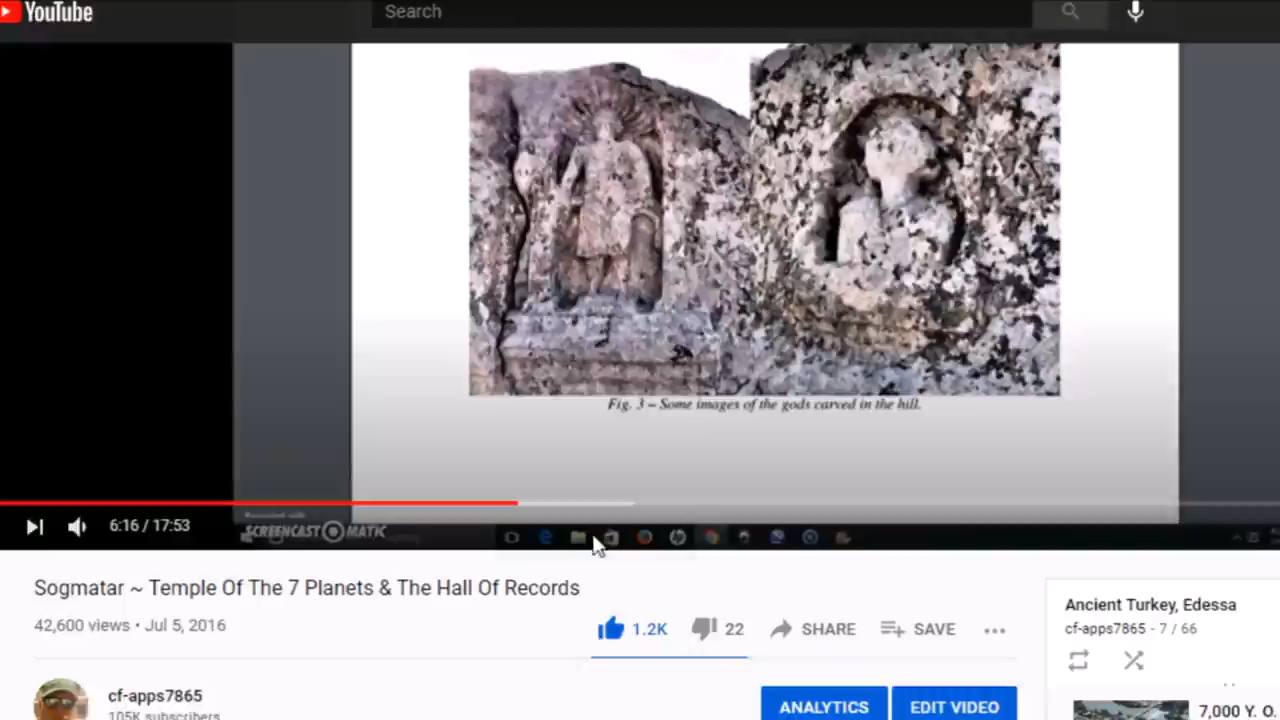 YouTube
Search
Fig. 3 – Some images of the gods carved in the hill.
6:16 / 17:53
SCREENCAST MATIC
Sogmatar ~ Temple Of The 7 Planets & The Hall Of Records
42,600 views • Jul 5, 2016
1.2K
22
SHARE
SAVE
Ancient Turkey, Edessa
cf-apps7865 - 7 / 66
cf-apps7865
105K subscribers
ANALYTICS
EDIT VIDEO
7,000 Y. O.